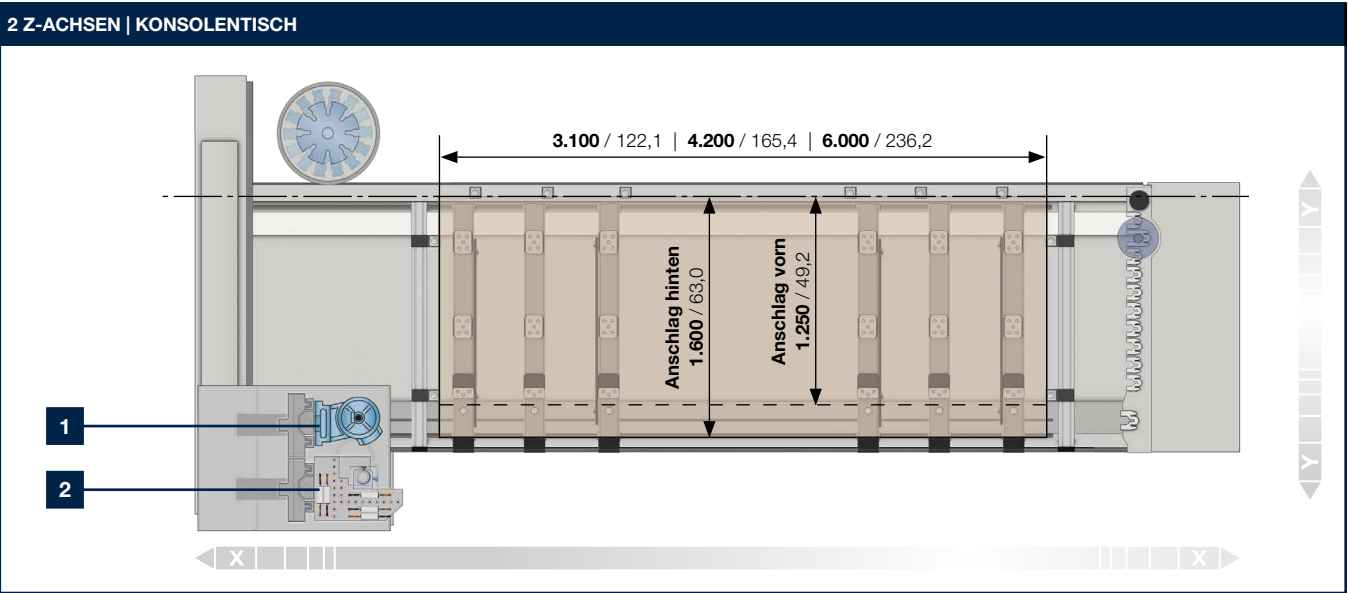 2 Z-ACHSEN | KONSOLENTISCH
3.100 / 122,1 | 4.200 / 165,4 | 6.000 / 236,2
Anschlag hinten
1.600 / 63,0
Anschlag vorn
1.250 / 49,2
Y
Y
1
2
X
X